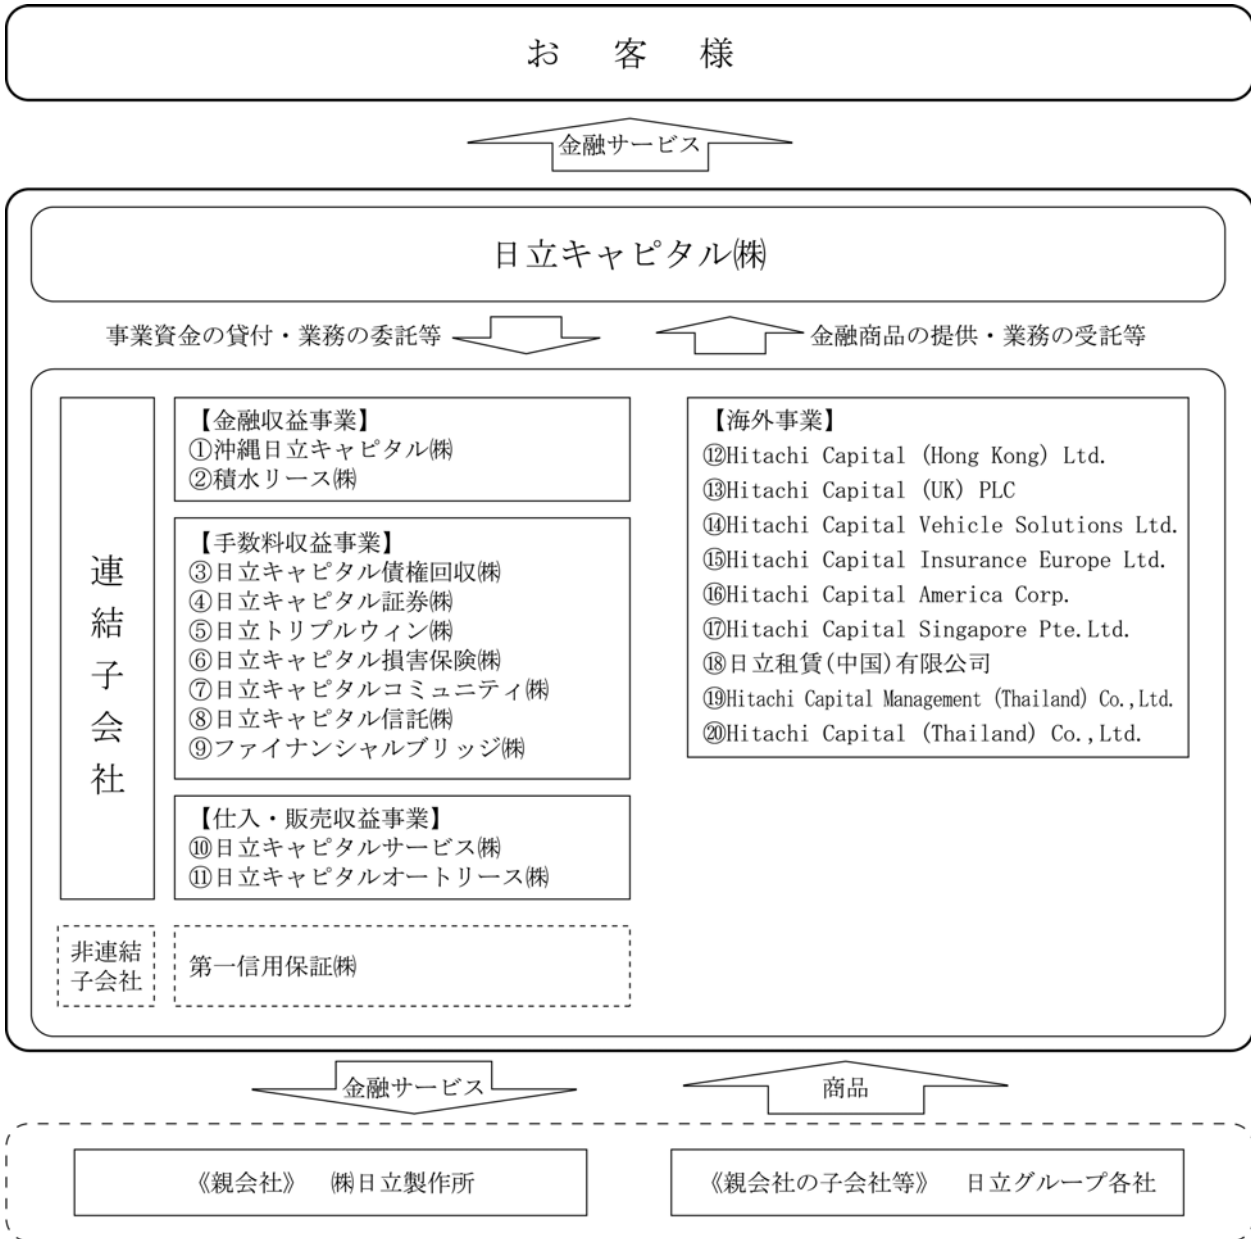 お客様
金融サービス
日立キャピタル㈱
事業資金の貸付・業務の委託等
金融商品の提供・業務の受託等
連結子会社
【金融収益事業】
①沖縄日立キャピタル㈱
②積水リース㈱
【手数料収益事業】
③日立キャピタル債権回収㈱
④日立キャピタル証券㈱
⑤日立トリプルウィン㈱
⑥日立キャピタル損害保険㈱
⑦日立キャピタルコミュニティ㈱
⑧日立キャピタル信託㈱
⑨ファイナンシャルブリッジ㈱
【仕入・販売収益事業】
⑩日立キャピタルサービス㈱
⑪日立キャピタルオートリース㈱
【海外事業】
⑫Hitachi Capital (Hong Kong) Ltd.
⑬Hitachi Capital (UK) PLC
⑭Hitachi Capital Vehicle Solutions Ltd.
⑮Hitachi Capital Insurance Europe Ltd.
⑯Hitachi Capital America Corp.
⑰Hitachi Capital Singapore Pte.Ltd.
⑱日立租賃(中国)有限公司
⑲Hitachi Capital Management (Thailand) Co.,Ltd.
⑳Hitachi Capital (Thailand) Co.,Ltd.
非連結
子会社
第一信用保証㈱
金融サービス
商品
《親会社》 ㈱日立製作所
《親会社の子会社等》 日立グループ各社